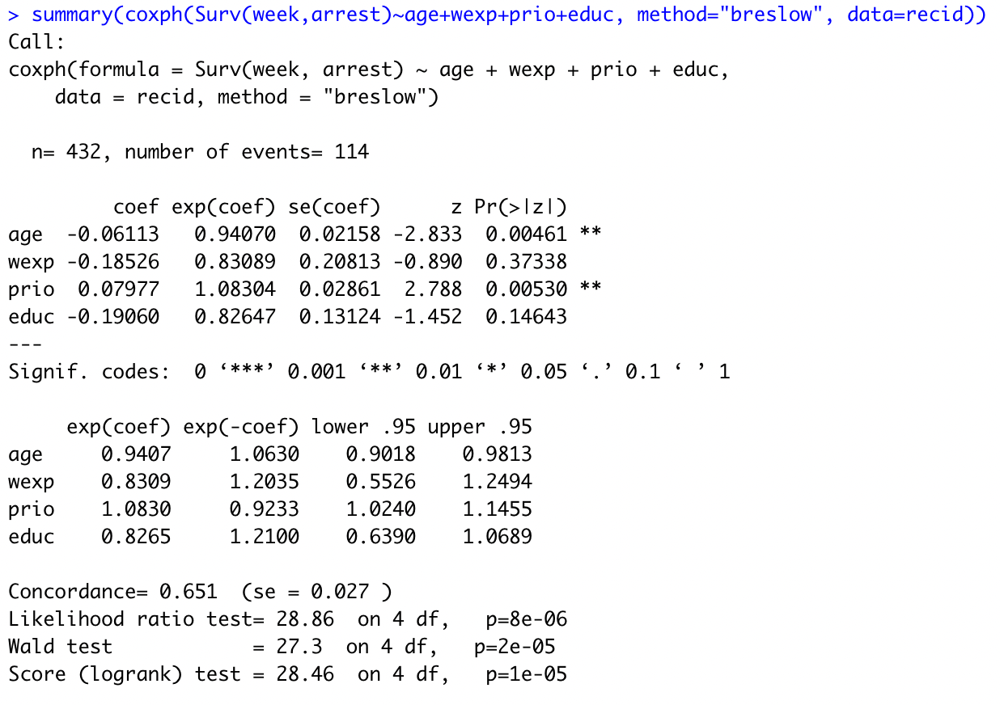 > summary(coxph(Surv(week,arrest)~age+wexp+prio+educ, method="breslow", data=recid))
Call:
coxph(formula = Surv(week, arrest) ~ age + wexp + prio + educ,
    data = recid, method = "breslow")

  n= 432, number of events= 114

         coef exp(coef) se(coef)      z Pr(>|z|)
age  -0.06113   0.94070  0.02158 -2.833  0.00461 **
wexp -0.18526   0.83089  0.20813 -0.890  0.37338
prio  0.07977   1.08304  0.02861  2.788  0.00530 **
educ -0.19060   0.82647  0.13124 -1.452  0.14643
---
Signif. codes:  0 ‘***’ 0.001 ‘**’ 0.01 ‘*’ 0.05 ‘.’ 0.1 ‘ ’ 1

     exp(coef) exp(-coef) lower .95 upper .95
age     0.9407     1.0630    0.9018    0.9813
wexp    0.8309     1.2035    0.5526    1.2494
prio    1.0830     0.9233    1.0240    1.1455
educ    0.8265     1.2100    0.6390    1.0689

Concordance= 0.651  (se = 0.027 )
Likelihood ratio test= 28.86  on 4 df,   p=8e-06
Wald test            = 27.3  on 4 df,   p=2e-05
Score (logrank) test = 28.46  on 4 df,   p=1e-05